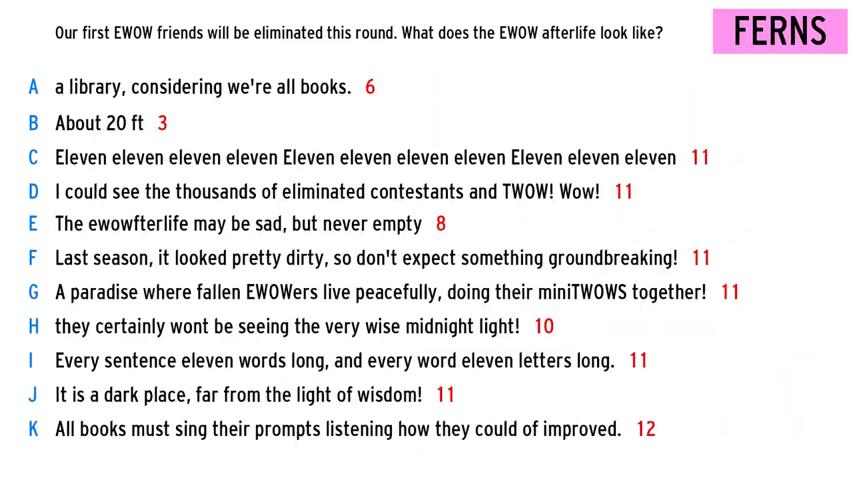 Our first EWOW friends will be eliminated this round. What does the EWOW afterlife look like?
FERNS
A a library, considering we're all books. 6
B About 20 ft 3
C Eleven eleven eleven eleven Eleven eleven eleven eleven Eleven eleven eleven 11
D I could see the thousands of eliminated contestants and TWOW! Wow! 11
E The ewowfterlife may be sad, but never empty 8
F Last season, it looked pretty dirty, so don't expect something groundbreaking! 11
G A paradise where fallen EWOWers live peacefully, doing their miniTWOWS together! 11
H they certainly wont be seeing the very wise midnight light! 10
I Every sentence eleven words long, and every word eleven letters long. 11
J It is a dark place, far from the light of wisdom! 11
K All books must sing their prompts listening how they could of improved. 12